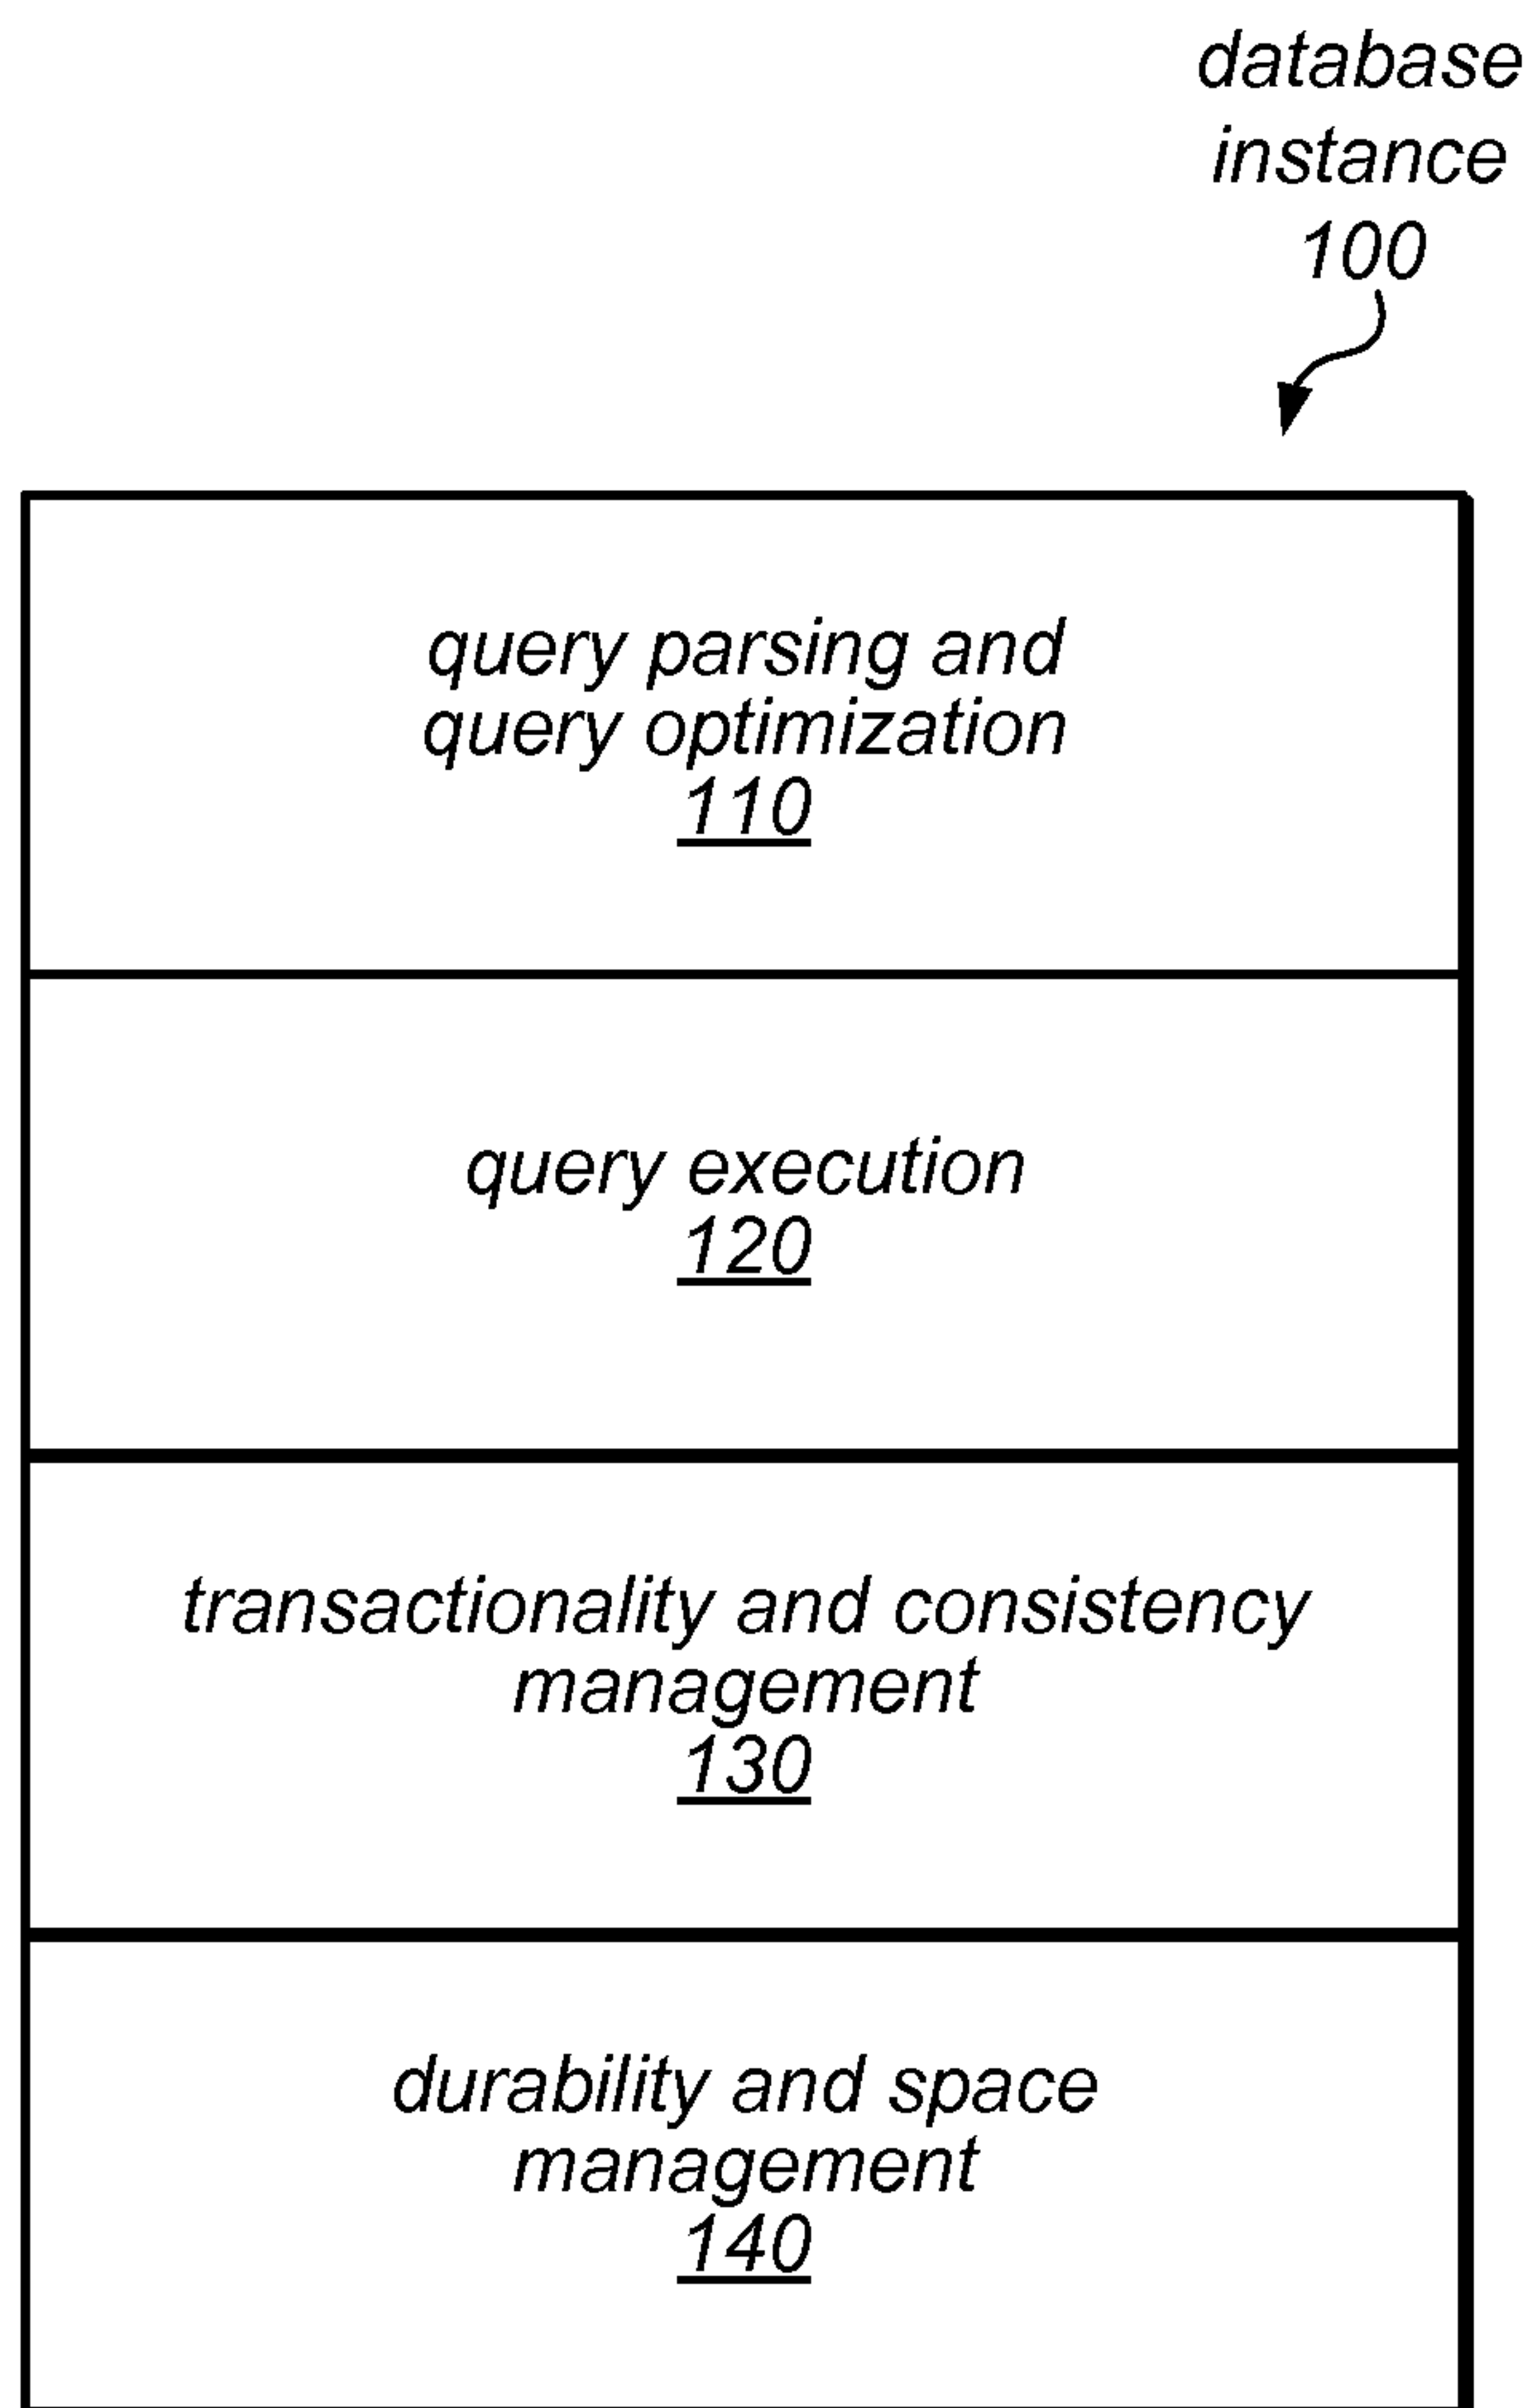 database
instance
100
query parsing and
query optimization
110
query execution
120
transactionality and consistency
management
130
durability and space
management
140